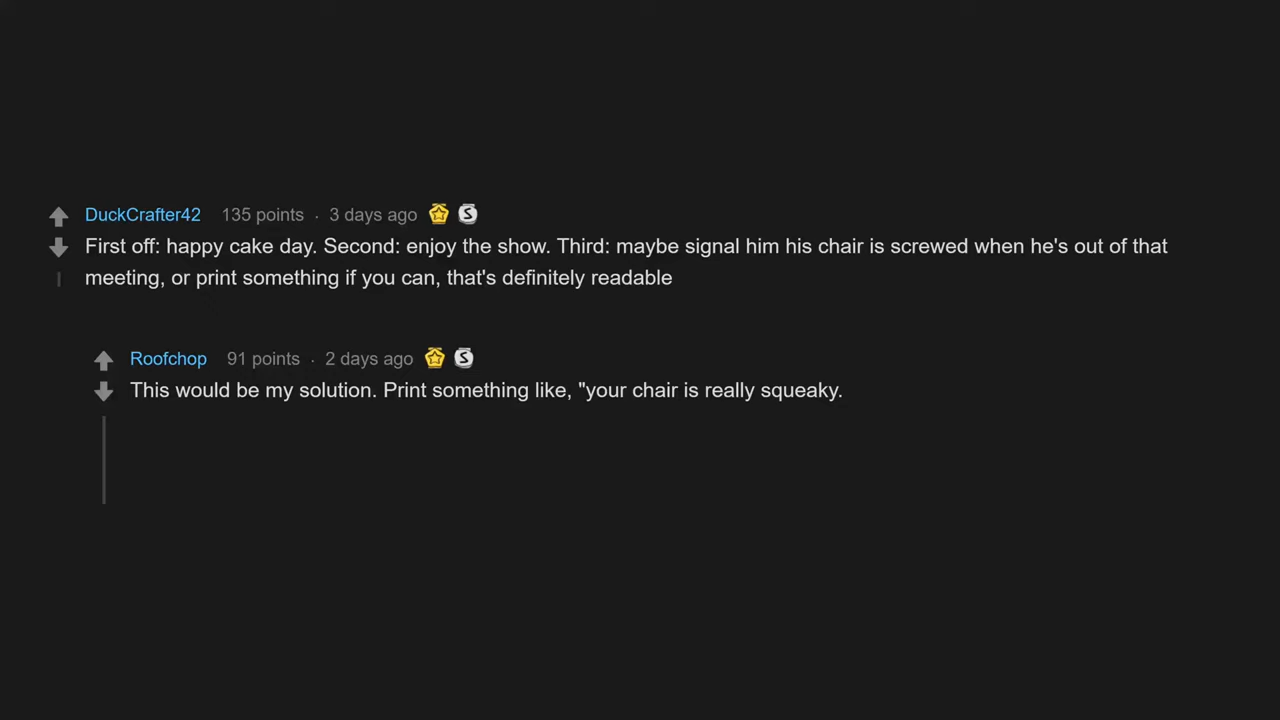 DuckCrafter42 135 points · 3 days ago
First off: happy cake day. Second: enjoy the show. Third: maybe signal him his chair is screwed when he's out of that
meeting, or print something if you can, that's definitely readable
Roofchop 91 points · 2 days ago
This would be my solution. Print something like, "your chair is really squeaky.